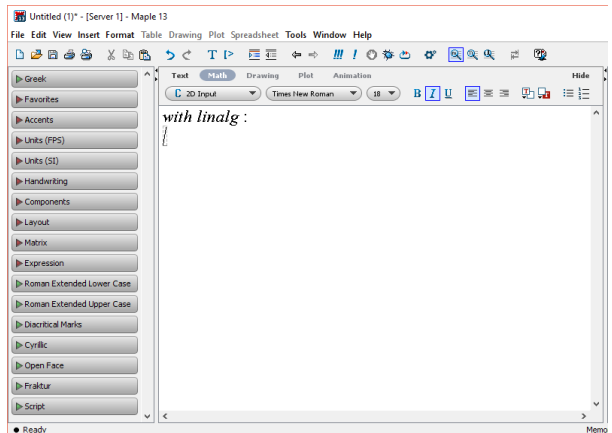 Untitled (1)* - [Server 1] - Maple 13
File Edit View Insert Format Table Drawing Plot Spreadsheet Tools Window Help
Text Math Drawing Plot Animation Hide
C 2D Input Times New Roman 18 B I U
with linalg :
Greek
Favorites
Accents
Units (FPS)
Units (SI)
Handwriting
Components
Layout
Matrix
Expression
Roman Extended Lower Case
Roman Extended Upper Case
Diacritical Marks
Cyrillic
Open Face
Fraktur
Script
Ready Memo